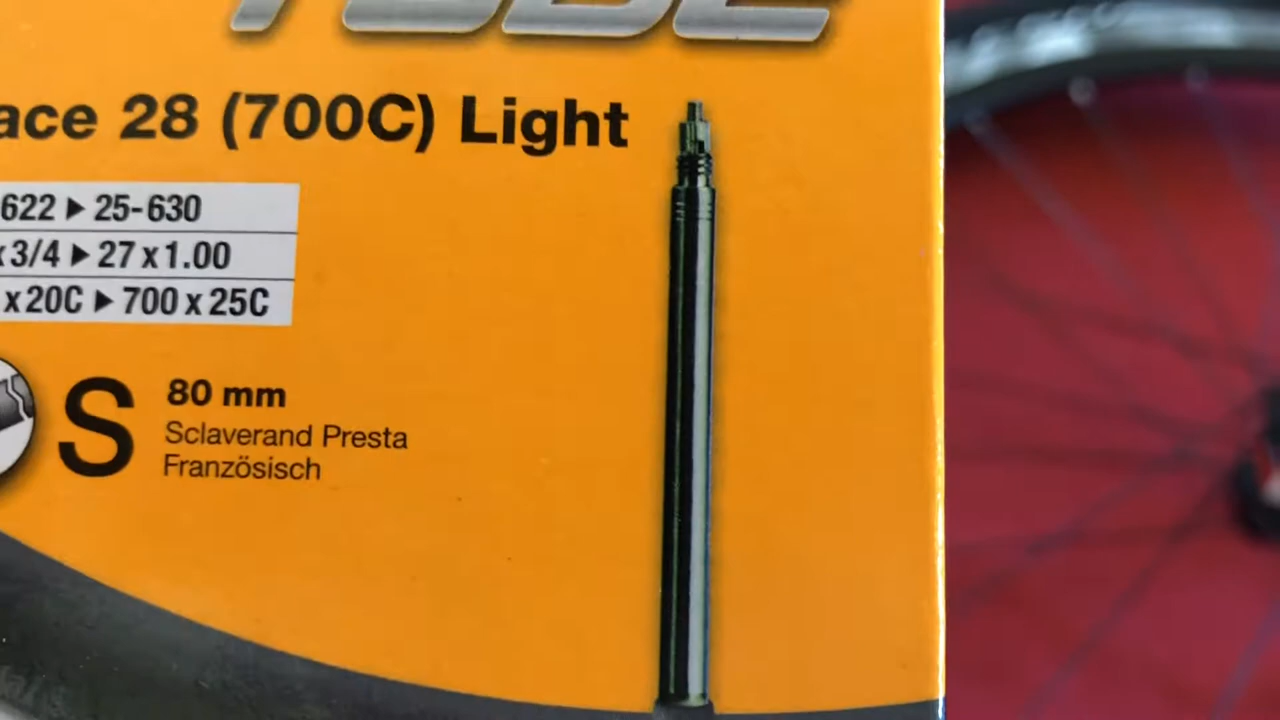 TUBE
ace 28 (700C) Light
622 ▶ 25-630
x3/4 ▶ 27 x 1.00
x 20C ▶ 700 x 25C
S
80 mm
Sclaverand Presta
Französisch